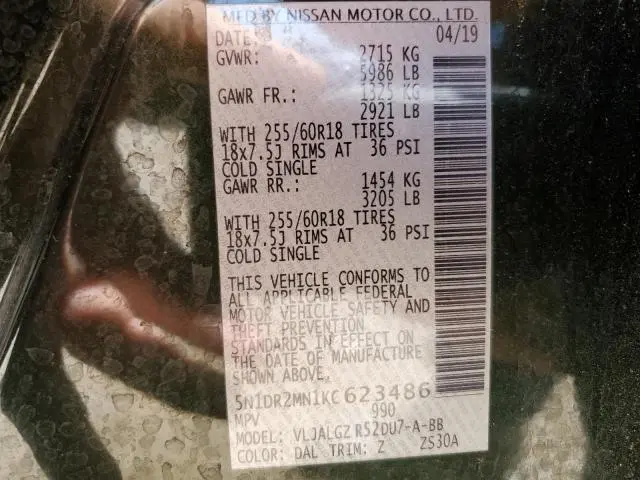 MFD BY NISSAN MOTOR CO., LTD.
DATE: 04/19
GVWR: 2715 KG
5986 LB
GAWR FR.: 1325 KG
2921 LB
WITH 255/60R18 TIRES
18x7.5J RIMS AT 36 PSI
COLD SINGLE
GAWR RR.: 1454 KG
3205 LB
WITH 255/60R18 TIRES
18x7.5J RIMS AT 36 PSI
COLD SINGLE
THIS VEHICLE CONFORMS TO
ALL APPLICABLE FEDERAL
MOTOR VEHICLE SAFETY AND
THEFT PREVENTION
STANDARDS IN EFFECT ON
THE DATE OF MANUFACTURE
SHOWN ABOVE.
5N1DR2MN1KC623486
MPV 990
MODEL: VLJALGZ R52DU7-A-BB
COLOR: DAL TRIM: Z ZS30A